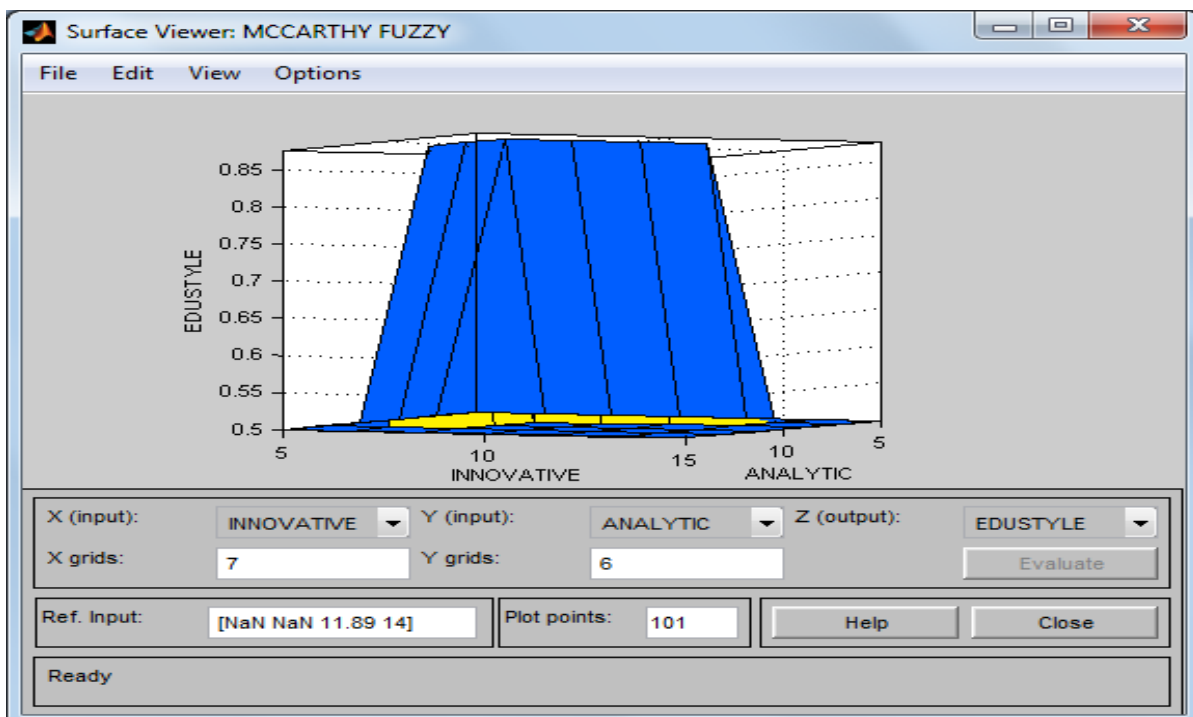 Surface Viewer: MCCARTHY FUZZY
File Edit View Options
0.85
0.8
0.75
0.7
0.65
0.6
0.55
0.5
EDUSTYLE
5 10 15 10 5
INNOVATIVE ANALYTIC
X (input): INNOVATIVE Y (input): ANALYTIC Z (output): EDUSTYLE
X grids: 7 Y grids: 6 Evaluate
Ref. Input: [NaN NaN 11.89 14] Plot points: 101 Help Close
Ready